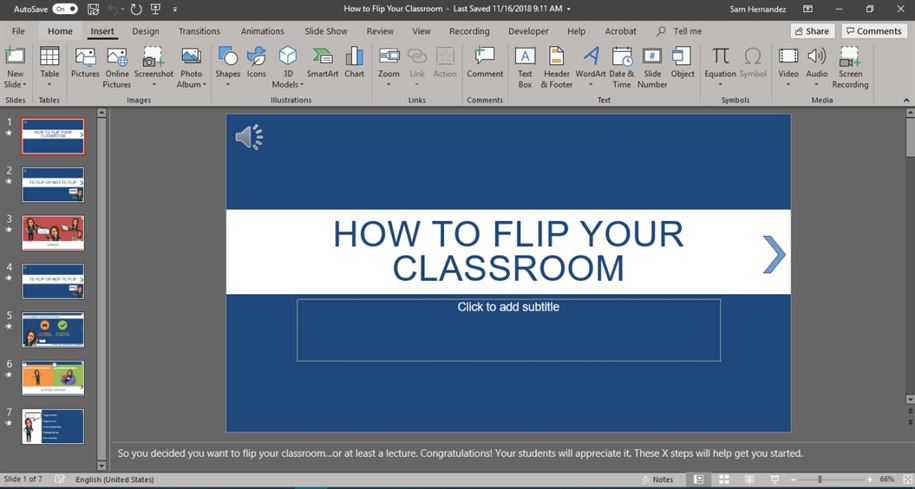 AutoSave On How to Flip Your Classroom - Last Saved 11/16/2018 9:11 AM Sam Hernandez
File Home Insert Design Transitions Animations Slide Show Review View Recording Developer Help Acrobat Tell me Share Comments
New Slide Table Pictures Online Pictures Screenshot Photo Album Shapes Icons 3D Models SmartArt Chart Zoom Link Action Comment Text Box Header & Footer WordArt Date & Time Slide Number Object Equation Symbol Video Audio Screen Recording
Slides Tables Images Illustrations Links Comments Text Symbols Media
1
HOW TO FLIP YOUR
CLASSROOM
2
TO FLIP OR NOT TO FLIP
3
4
TO FLIP OR NOT TO FLIP
5
6
7
HOW TO FLIP YOUR
CLASSROOM
Click to add subtitle
So you decided you want to flip your classroom...or at least a lecture. Congratulations! Your students will appreciate it. These X steps will help get you started.
Slide 1 of 7 English (United States) Notes 66%